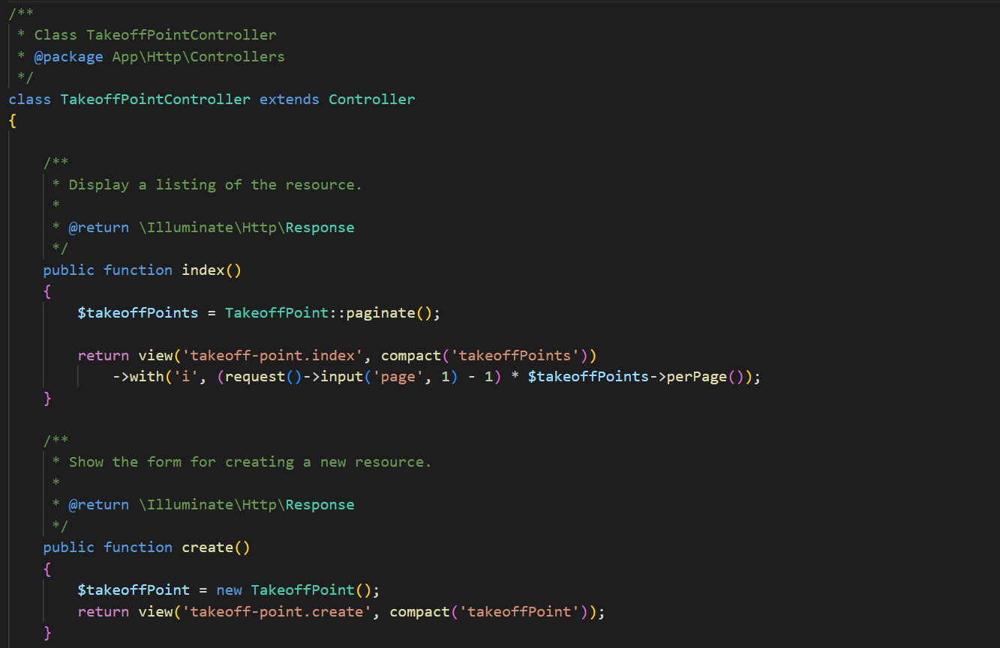 /**
 * Class TakeoffPointController
 * @package App\Http\Controllers
 */
class TakeoffPointController extends Controller
{
    /**
     * Display a listing of the resource.
     *
     * @return \Illuminate\Http\Response
     */
    public function index()
    {
        $takeoffPoints = TakeoffPoint::paginate();
        return view('takeoff-point.index', compact('takeoffPoints'))
            ->with('i', (request()->input('page', 1) - 1) * $takeoffPoints->perPage());
    }
    /**
     * Show the form for creating a new resource.
     *
     * @return \Illuminate\Http\Response
     */
    public function create()
    {
        $takeoffPoint = new TakeoffPoint();
        return view('takeoff-point.create', compact('takeoffPoint'));
    }